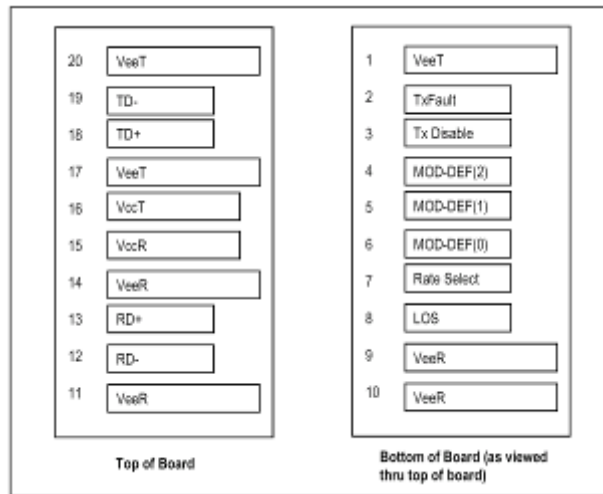 20 VeeT
19 TD-
18 TD+
17 VeeT
16 VccT
15 VccR
14 VeeR
13 RD+
12 RD-
11 VeeR
Top of Board
1 VeeT
2 TxFault
3 Tx Disable
4 MOD-DEF(2)
5 MOD-DEF(1)
6 MOD-DEF(0)
7 Rate Select
8 LOS
9 VeeR
10 VeeR
Bottom of Board (as viewed
thru top of board)